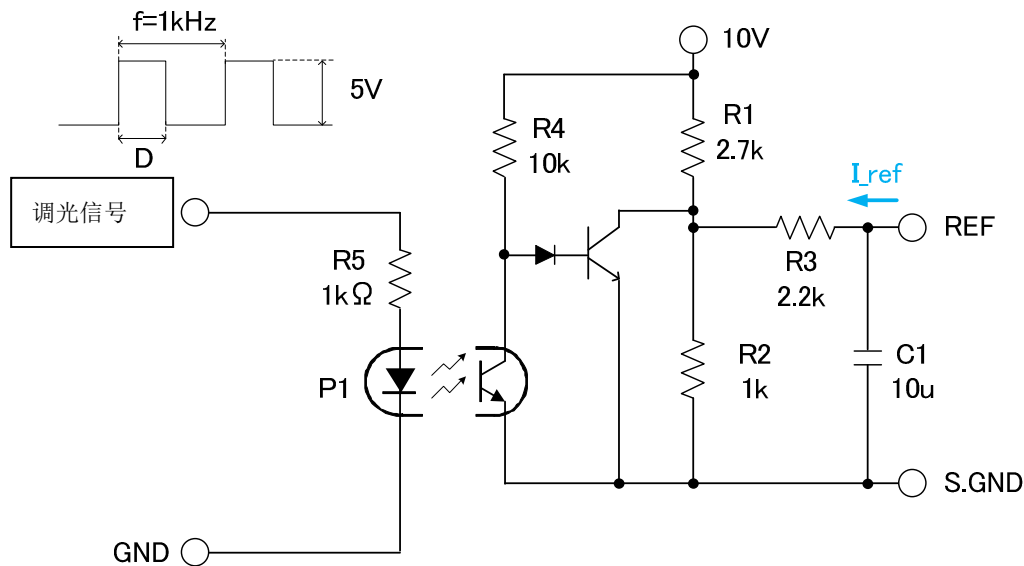 f=1kHz
5V
D
调光信号
R5
1kΩ
P1
GND
10V
R4
10k
R1
2.7k
I_ref
REF
R3
2.2k
R2
1k
C1
10u
S.GND